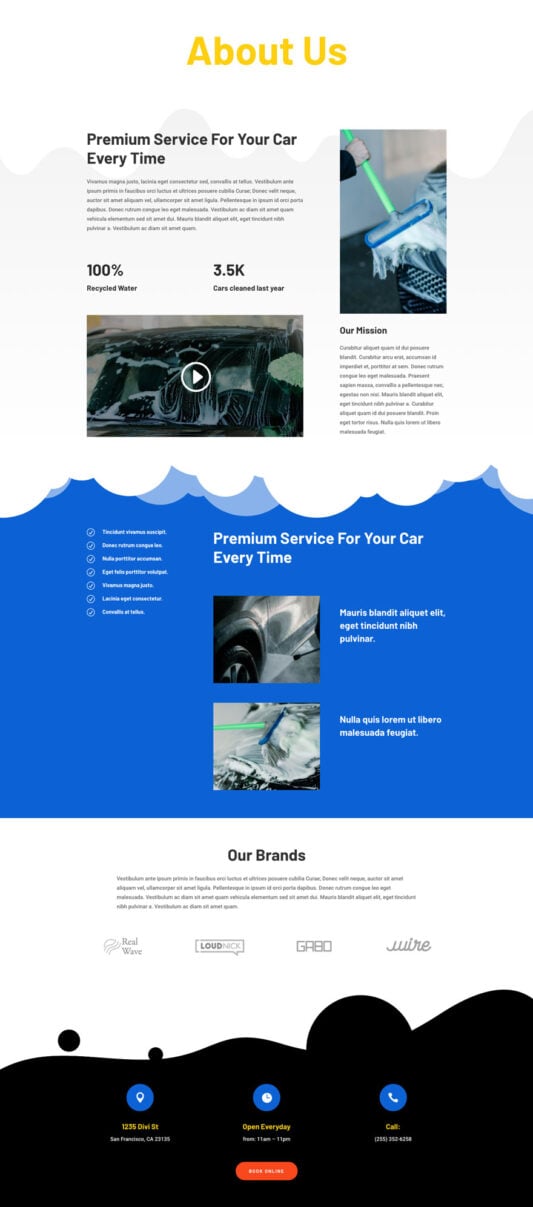 About Us
Premium Service For Your Car
Every Time
Vivamus magna justo, lacinia eget consectetur sed, convallis at tellus. Vestibulum ante
ipsum primis in faucibus orci luctus et ultrices posuere cubilia Curae; Donec velit neque,
auctor sit amet aliquam vel, ullamcorper sit amet ligula. Pellentesque in ipsum id orci porta
dapibus. Donec rutrum congue leo eget malesuada. Vestibulum ac diam sit amet quam
vehicula elementum sed sit amet dui. Mauris blandit aliquet elit, eget tincidunt nibh
pulvinar a. Vestibulum ac diam sit amet quam.
100%
Recycled Water
3.5K
Cars cleaned last year
Our Mission
Curabitur aliquet quam id dui posuere
blandit. Curabitur arcu erat, accumsan id
imperdiet et, porttitor at sem. Donec rutrum
congue leo eget malesuada. Praesent
sapien massa, convallis a pellentesque nec,
egestas non nisi. Mauris blandit aliquet elit,
eget tincidunt nibh pulvinar a. Curabitur
aliquet quam id dui posuere blandit. Proin
eget tortor risus. Nulla quis lorem ut libero
malesuada feugiat.
Tincidunt vivamus suscipit.
Donec rutrum congue leo.
Nulla porttitor accumsan.
Eget felis porttitor volutpat.
Vivamus magna justo.
Lacinia eget consectetur.
Convallis at tellus.
Premium Service For Your Car
Every Time
Mauris blandit aliquet elit,
eget tincidunt nibh
pulvinar.
Nulla quis lorem ut libero
malesuada feugiat.
Our Brands
Vestibulum ante ipsum primis in faucibus orci luctus et ultrices posuere cubilia Curae; Donec velit neque, auctor sit amet
aliquam vel, ullamcorper sit amet ligula. Pellentesque in ipsum id orci porta dapibus. Donec rutrum congue leo eget
malesuada. Vestibulum ac diam sit amet quam vehicula elementum sed sit amet dui. Mauris blandit aliquet elit, eget tincidunt
nibh pulvinar a. Vestibulum ac diam sit amet quam.
Real
Wave
LOUDNICK
GABO
wire
1235 Divi St
San Francisco, CA 23135
Open Everyday
from: 11am – 11pm
Call:
(255) 352-6258
BOOK ONLINE